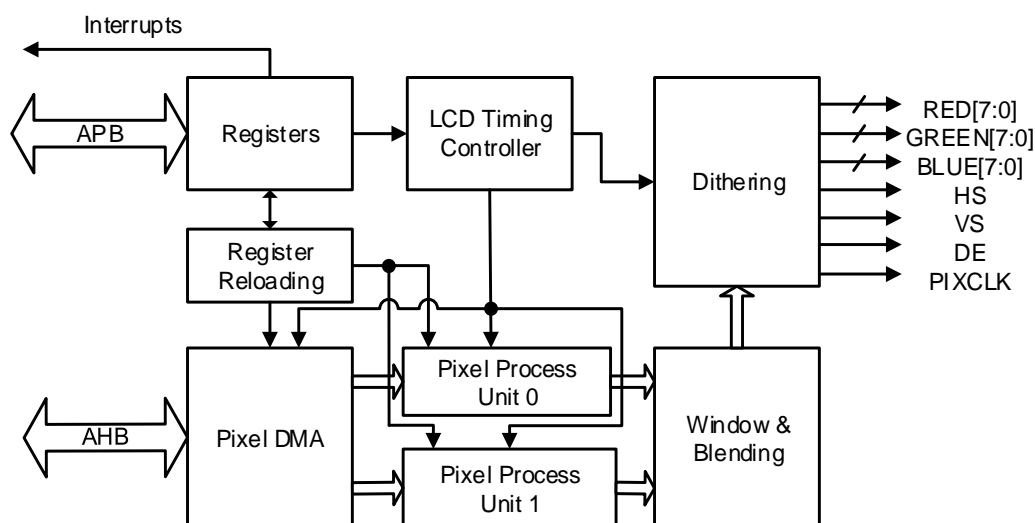 Interrupts
APB
Registers
LCD Timing
Controller
Dithering
RED[7:0]
GREEN[7:0]
BLUE[7:0]
HS
VS
DE
PIXCLK
Register
Reloading
AHB
Pixel DMA
Pixel Process
Unit 0
Pixel Process
Unit 1
Window &
Blending